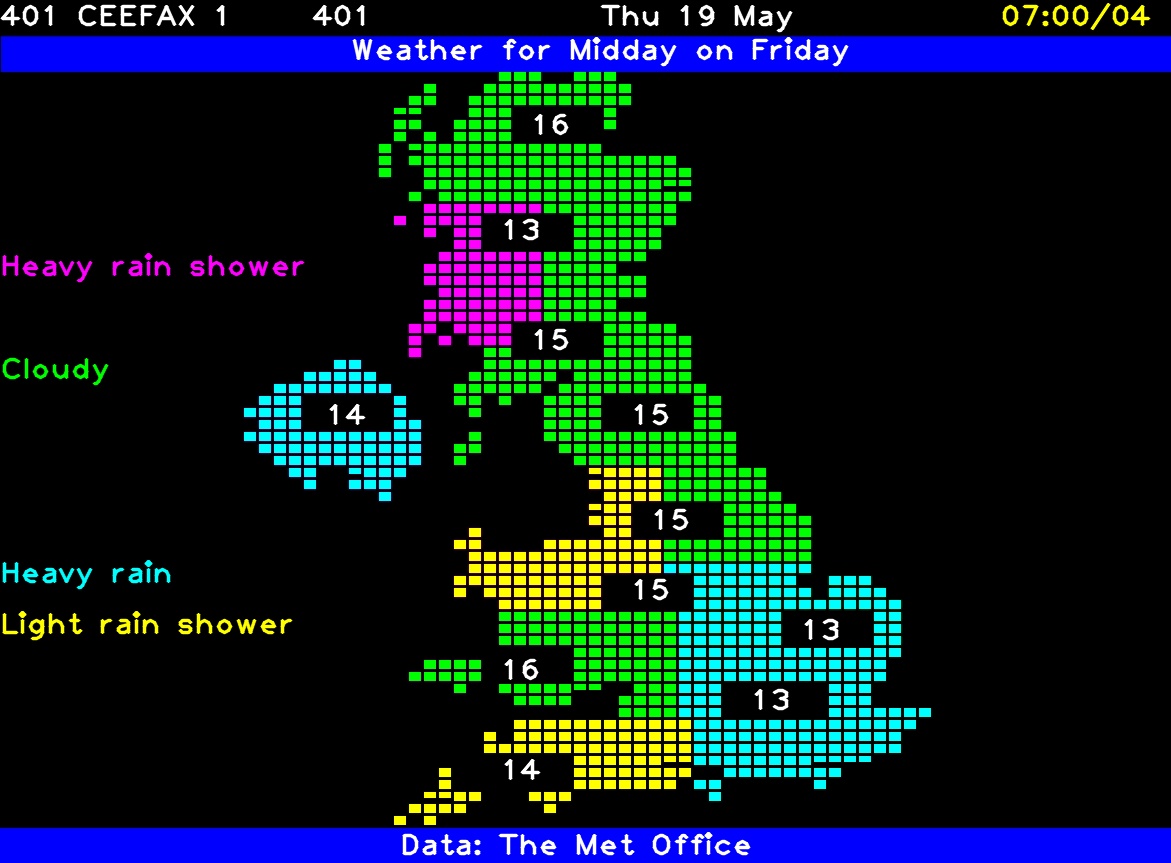 401 CEEFAX 1 401 Thu 19 May 07:00/04
Weather for Midday on Friday
16
13
Heavy rain shower
15
Cloudy
14 15
15
Heavy rain
15
Light rain shower 13
16
13
14
Data: The Met Office